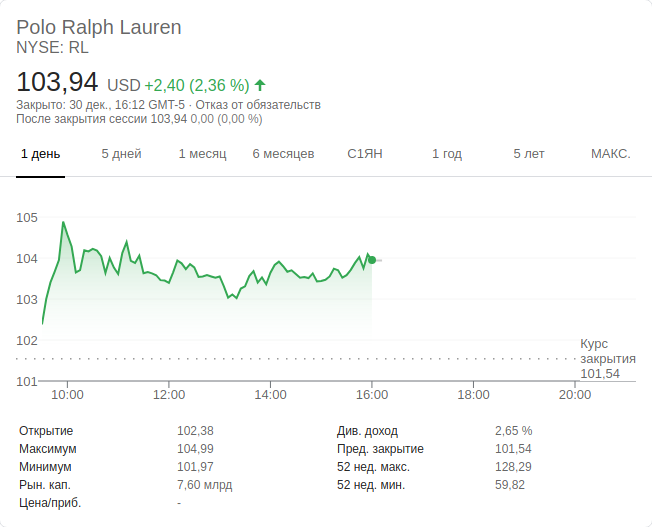 Polo Ralph Lauren
NYSE: RL
103,94 USD +2,40 (2,36 %)
Закрыто: 30 дек., 16:12 GMT-5 · Отказ от обязательств
После закрытия сессии 103,94 0,00 (0,00 %)
1 день 5 дней 1 месяц 6 месяцев С1ЯН 1 год 5 лет МАКС.
105
104
103
102
101
Курс
закрытия
101,54
10:00 12:00 14:00 16:00 18:00 20:00
Открытие 102,38 Див. доход 2,65 %
Максимум 104,99 Пред. закрытие 101,54
Минимум 101,97 52 нед. макс. 128,29
Рын. кап. 7,60 млрд 52 нед. мин. 59,82
Цена/приб. -